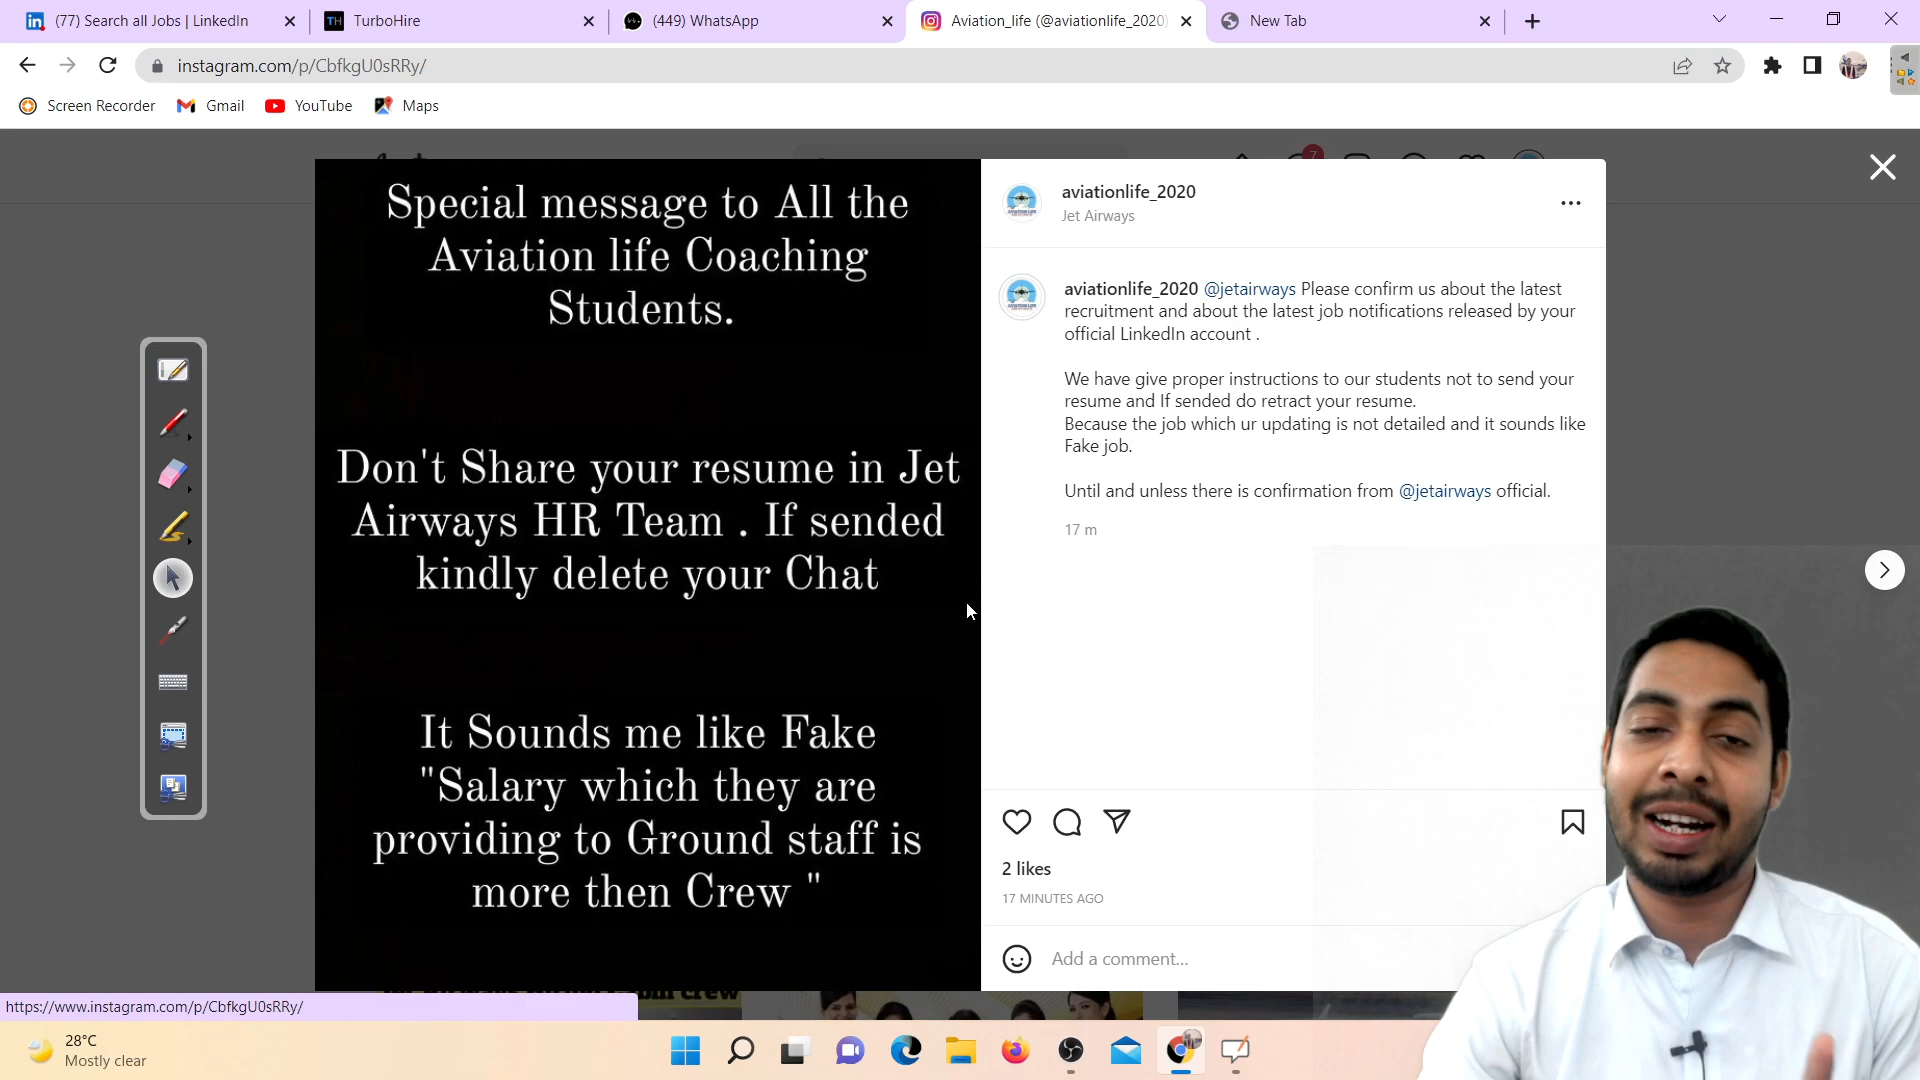 (77) Search all Jobs | LinkedIn
TurboHire
(449) WhatsApp
Aviation_life (@aviationlife_2020)
New Tab
instagram.com/p/CbfkgU0sRRy/
Screen Recorder
Gmail
YouTube
Maps
7
Special message to All the
Aviation life Coaching
Students.
Don't Share your resume in Jet
Airways HR Team . If sended
kindly delete your Chat
It Sounds me like Fake
"Salary which they are
providing to Ground staff is
more then Crew "
aviationlife_2020
Jet Airways
aviationlife_2020 @jetairways Please confirm us about the latest
recruitment and about the latest job notifications released by your
official LinkedIn account .
We have give proper instructions to our students not to send your
resume and If sended do retract your resume.
Because the job which ur updating is not detailed and it sounds like
Fake job.
Until and unless there is confirmation from @jetairways official.
17 m
2 likes
17 MINUTES AGO
Add a comment...
https://www.instagram.com/p/CbfkgU0sRRy/
28°C
Mostly clear